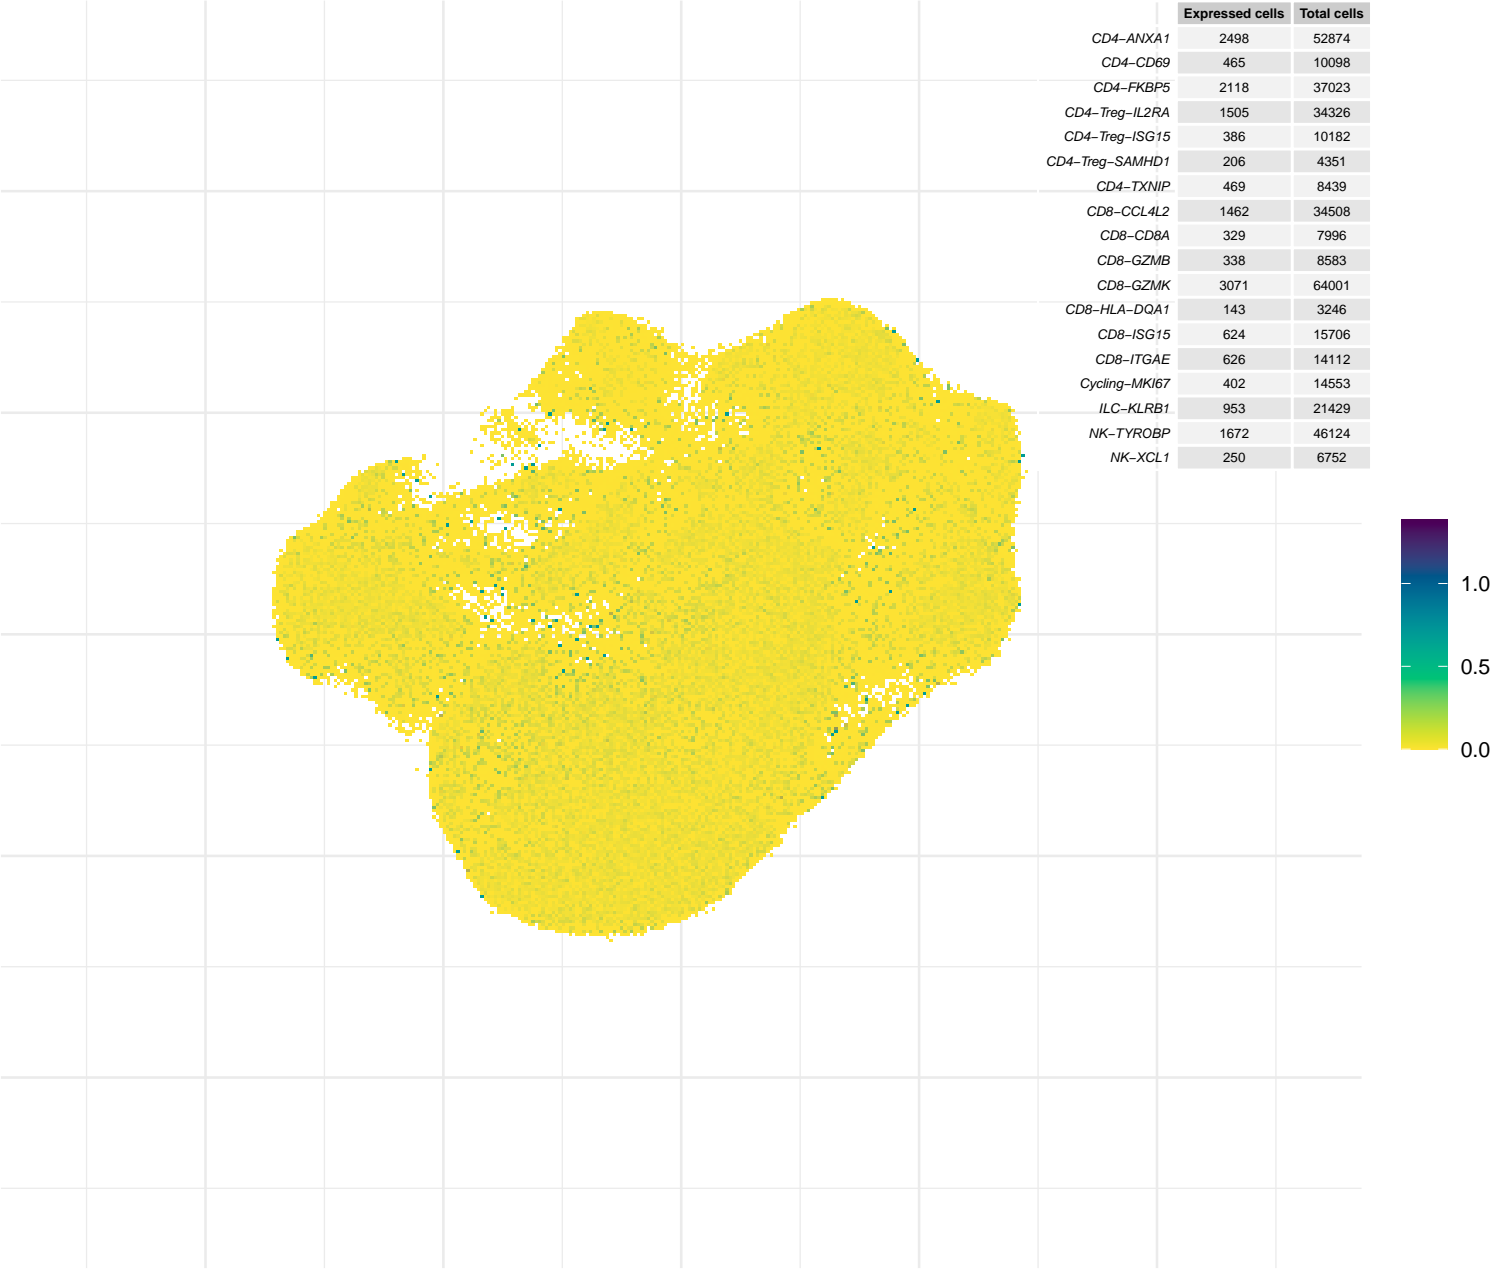 Expressed cells Total cells
CD4−ANXA1 2498 52874
CD4−CD69 465 10098
CD4−FKBP5 2118 37023
CD4−Treg−IL2RA 1505 34326
CD4−Treg−ISG15 386 10182
CD4−Treg−SAMHD1 206 4351
CD4−TXNIP 469 8439
CD8−CCL4L2 1462 34508
CD8−CD8A 329 7996
CD8−GZMB 338 8583
CD8−GZMK 3071 64001
CD8−HLA−DQA1 143 3246
CD8−ISG15 624 15706
CD8−ITGAE 626 14112
Cycling−MKI67 402 14553
ILC−KLRB1 953 21429
NK−TYROBP 1672 46124
NK−XCL1 250 6752
1.0
0.5
0.0